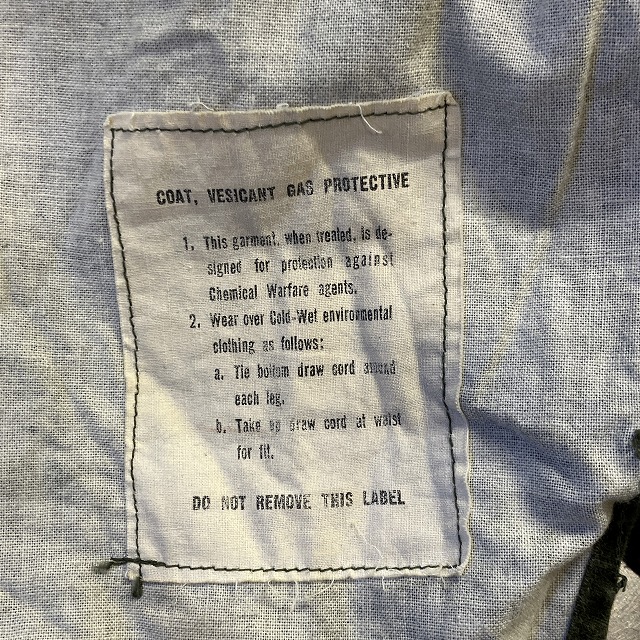 COAT, VESICANT GAS PROTECTIVE
1. This garment, when treated, is de-
signed for protection against
Chemical Warfare agents.
2. Wear over Cold-Wet environmental
clothing as follows:
a. Tie bottom draw cord around
each leg.
b. Take up draw cord at waist
for fit.
DO NOT REMOVE THIS LABEL